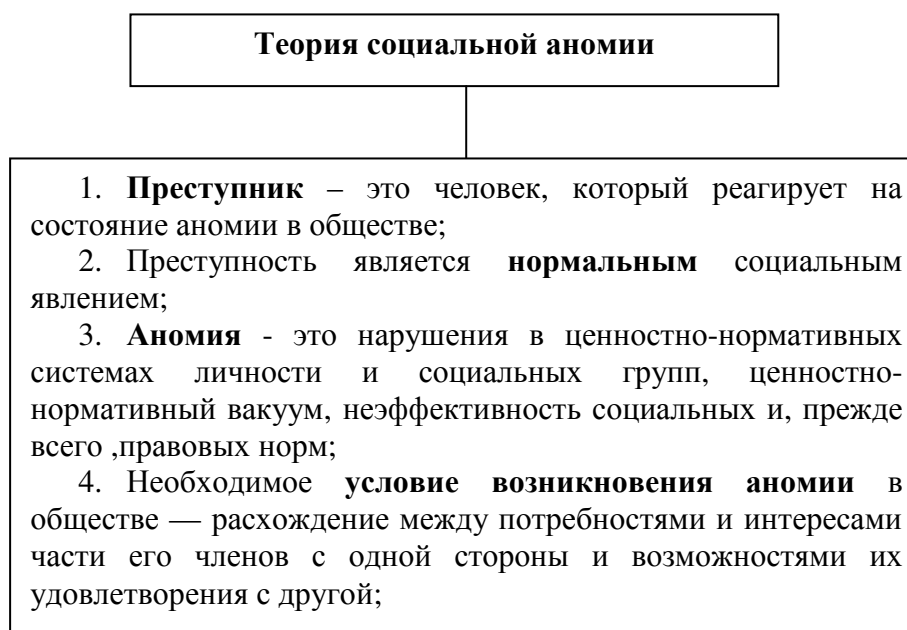 Теория социальной аномии
1. Преступник – это человек, который реагирует на
состояние аномии в обществе;
2. Преступность является нормальным социальным
явлением;
3. Аномия - это нарушения в ценностно-нормативных
системах личности и социальных групп, ценностно-
нормативный вакуум, неэффективность социальных и, прежде
всего ,правовых норм;
4. Необходимое условие возникновения аномии в
обществе — расхождение между потребностями и интересами
части его членов с одной стороны и возможностями их
удовлетворения с другой;